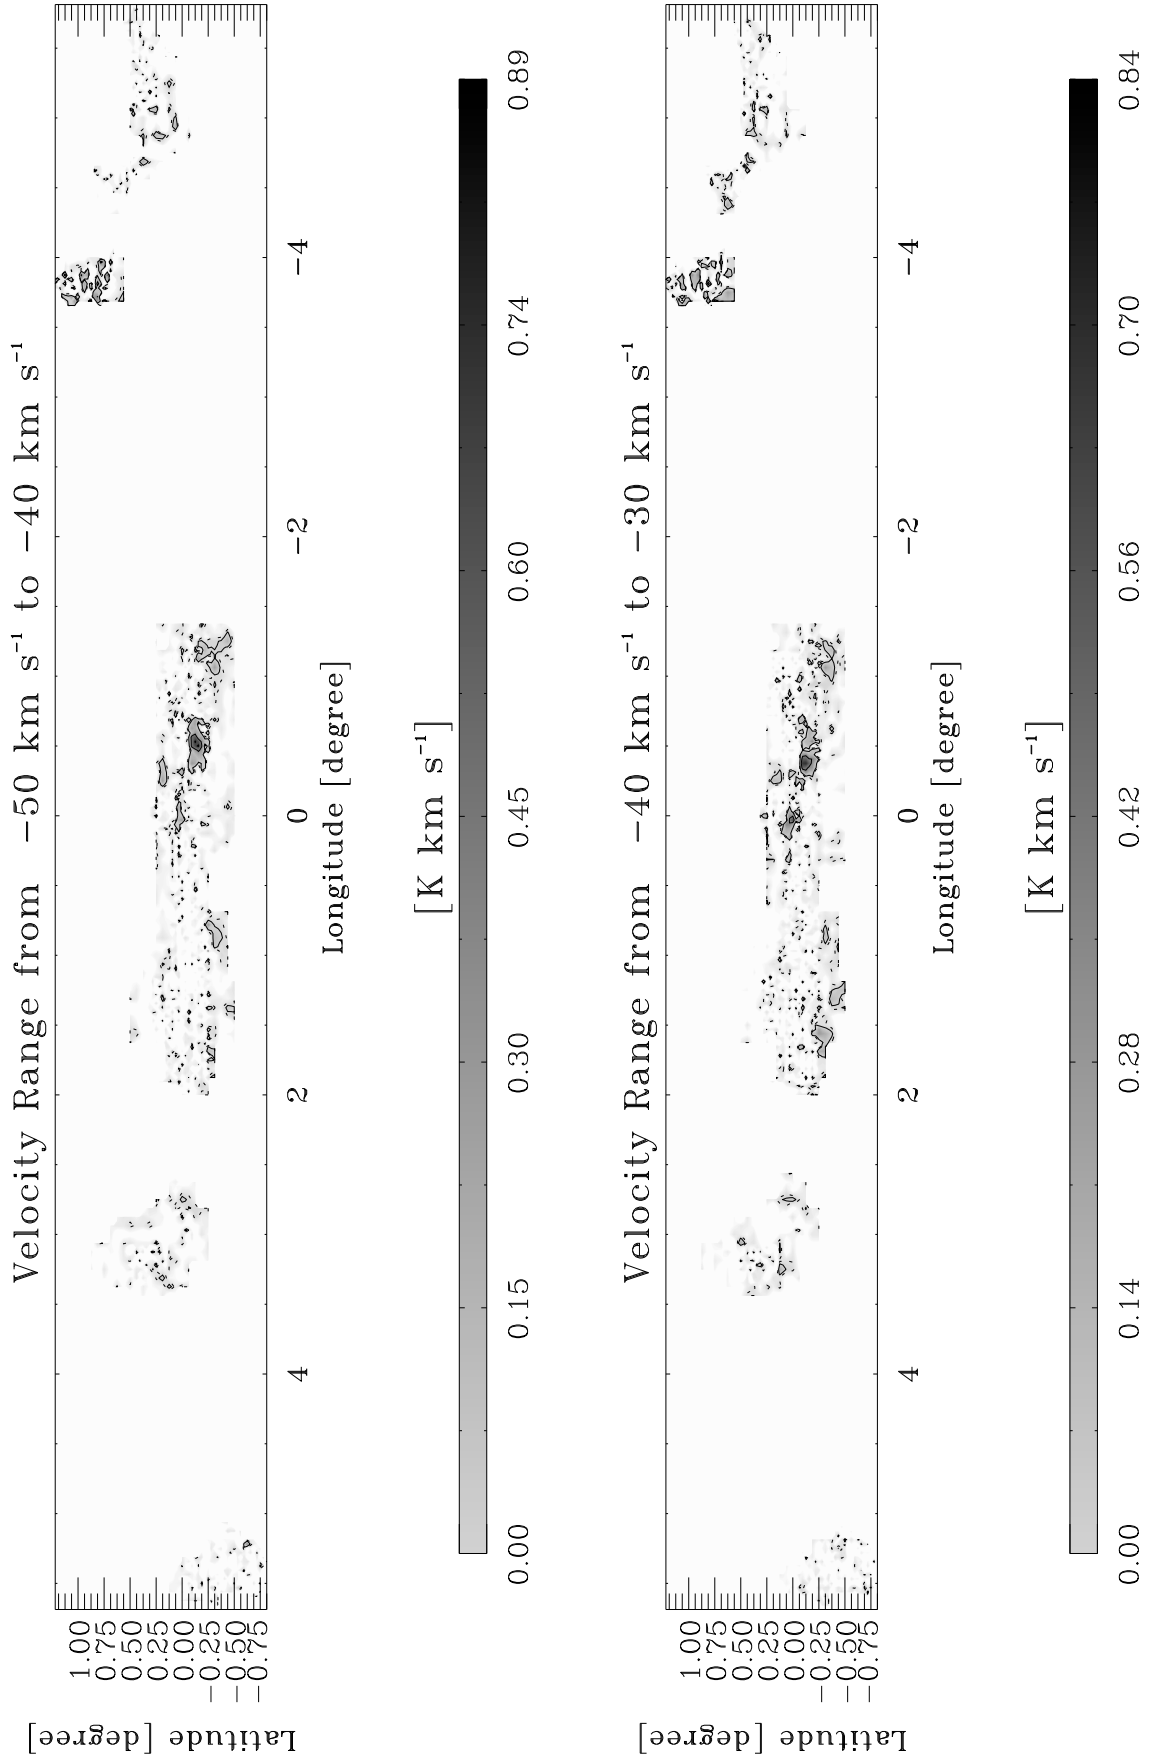 Velocity Range from −50 km s⁻¹ to −40 km s⁻¹
Latitude [degree]
1.00
0.75
0.50
0.25
0.00
−0.25
−0.50
−0.75
4 2 0 −2 −4
Longitude [degree]
[K km s⁻¹]
0.00 0.15 0.30 0.45 0.60 0.74 0.89
Velocity Range from −40 km s⁻¹ to −30 km s⁻¹
Latitude [degree]
1.00
0.75
0.50
0.25
0.00
−0.25
−0.50
−0.75
4 2 0 −2 −4
Longitude [degree]
[K km s⁻¹]
0.00 0.14 0.28 0.42 0.56 0.70 0.84